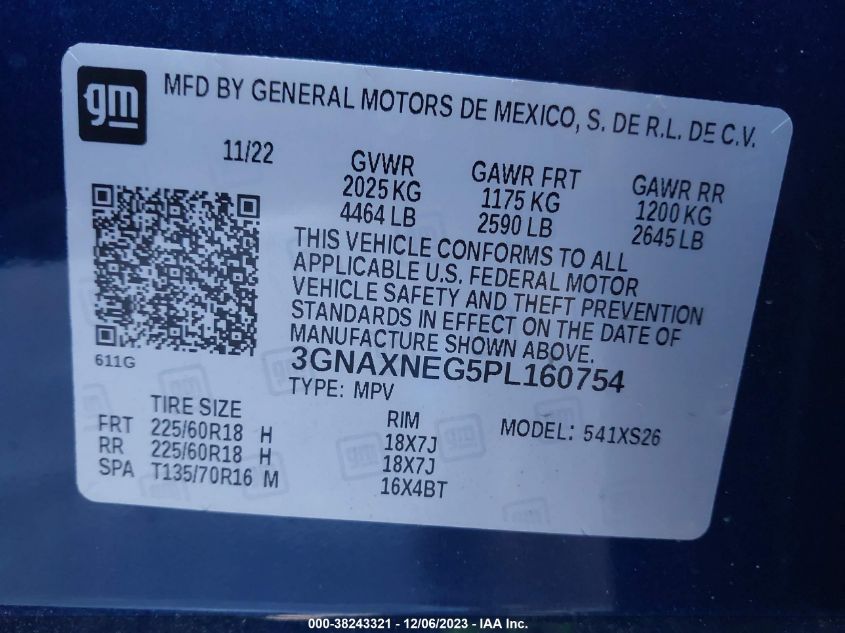 gm
MFD BY GENERAL MOTORS DE MEXICO, S. DE R.L. DE C.V.
11/22
GVWR
2025 KG
4464 LB
GAWR FRT
1175 KG
2590 LB
GAWR RR
1200 KG
2645 LB
THIS VEHICLE CONFORMS TO ALL
APPLICABLE U.S. FEDERAL MOTOR
VEHICLE SAFETY AND THEFT PREVENTION
STANDARDS IN EFFECT ON THE DATE OF
MANUFACTURE SHOWN ABOVE.
611G
3GNAXNEG5PL160754
TYPE: MPV
TIRE SIZE RIM MODEL: 541XS26
FRT 225/60R18 H 18X7J
RR 225/60R18 H 18X7J
SPA T135/70R16 M 16X4BT
000-38243321 - 12/06/2023 - IAA Inc.